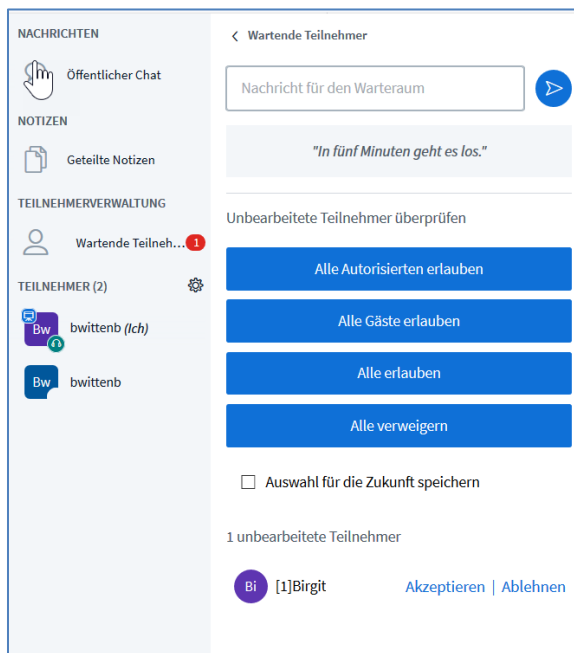 NACHRICHTEN
Öffentlicher Chat
NOTIZEN
Geteilte Notizen
TEILNEHMERVERWALTUNG
Wartende Teilneh... 1
TEILNEHMER (2)
Bw bwittenb (Ich)
Bw bwittenb
Wartende Teilnehmer
Nachricht für den Warteraum
"In fünf Minuten geht es los."
Unbearbeitete Teilnehmer überprüfen
Alle Autorisierten erlauben
Alle Gäste erlauben
Alle erlauben
Alle verweigern
Auswahl für die Zukunft speichern
1 unbearbeitete Teilnehmer
Bi [1]Birgit Akzeptieren | Ablehnen